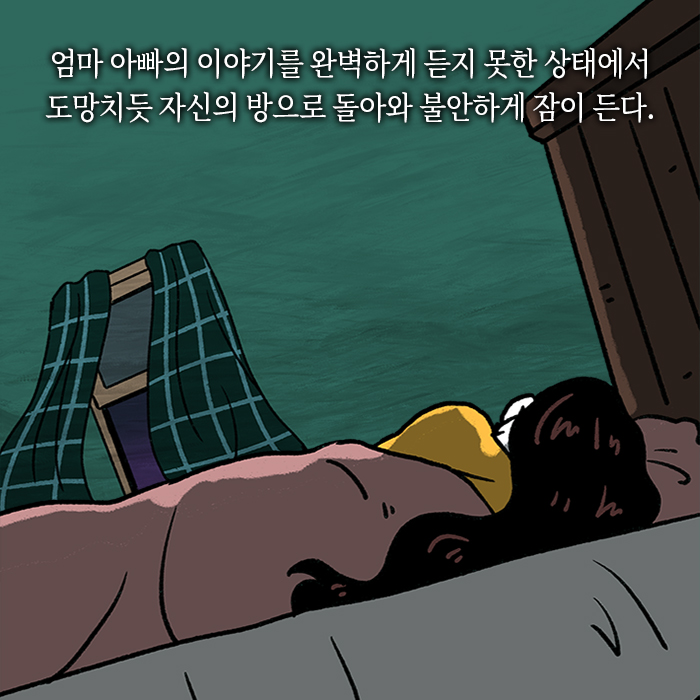 엄마 아빠의 이야기를 완벽하게 듣지 못한 상태에서
도망치듯 자신의 방으로 돌아와 불안하게 잠이 든다.